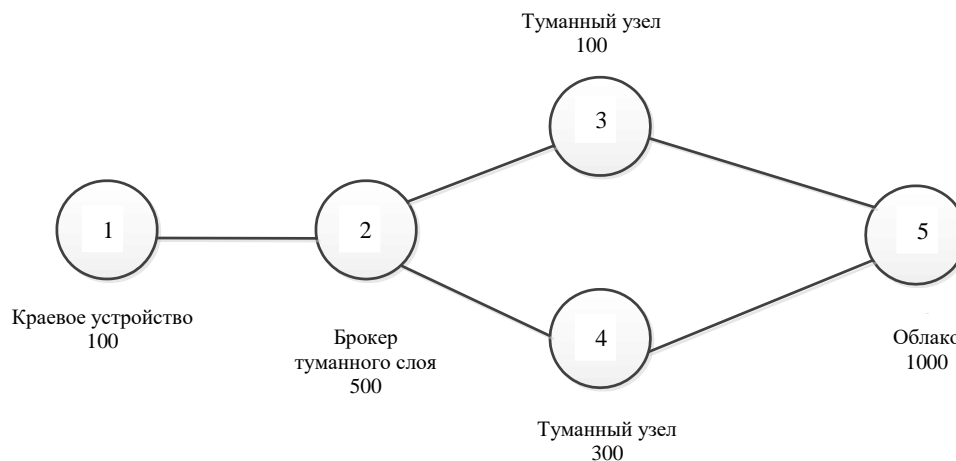 Туманный узел
100
3
1
2
5
Краевое устройство
100
Брокер
туманного слоя
500
4
Облако
1000
Туманный узел
300